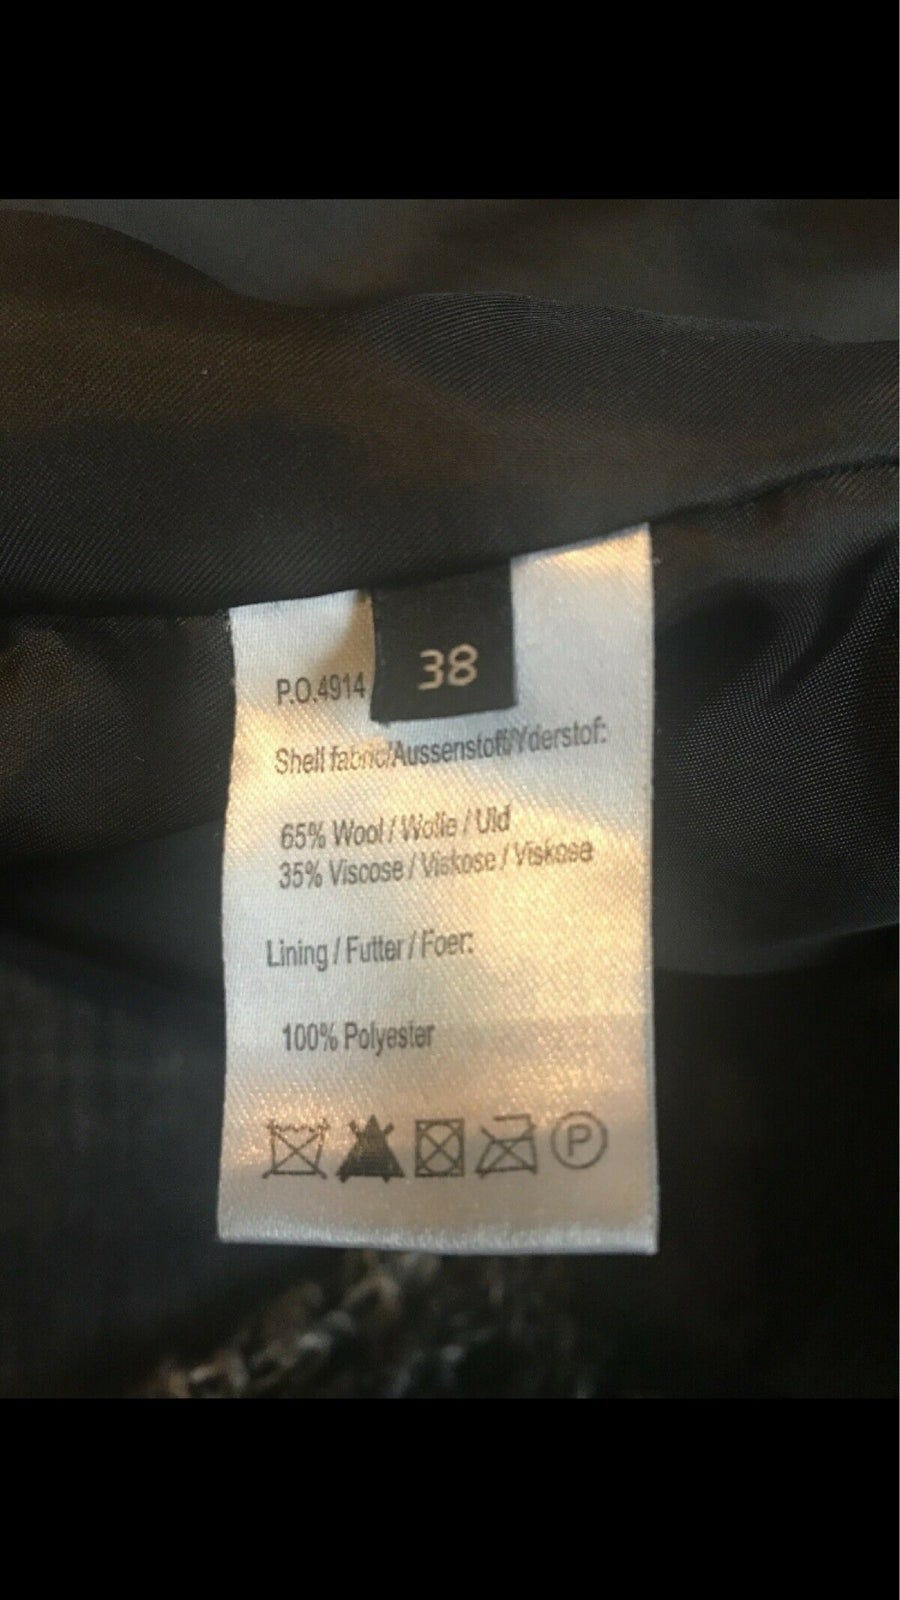 38
P.O.4914
Shell fabric/Aussenstoff/Yderstof:
65% Wool / Wolle / Uld
35% Viscose / Viskose / Viskose
Lining / Futter / Foer:
100% Polyester
P